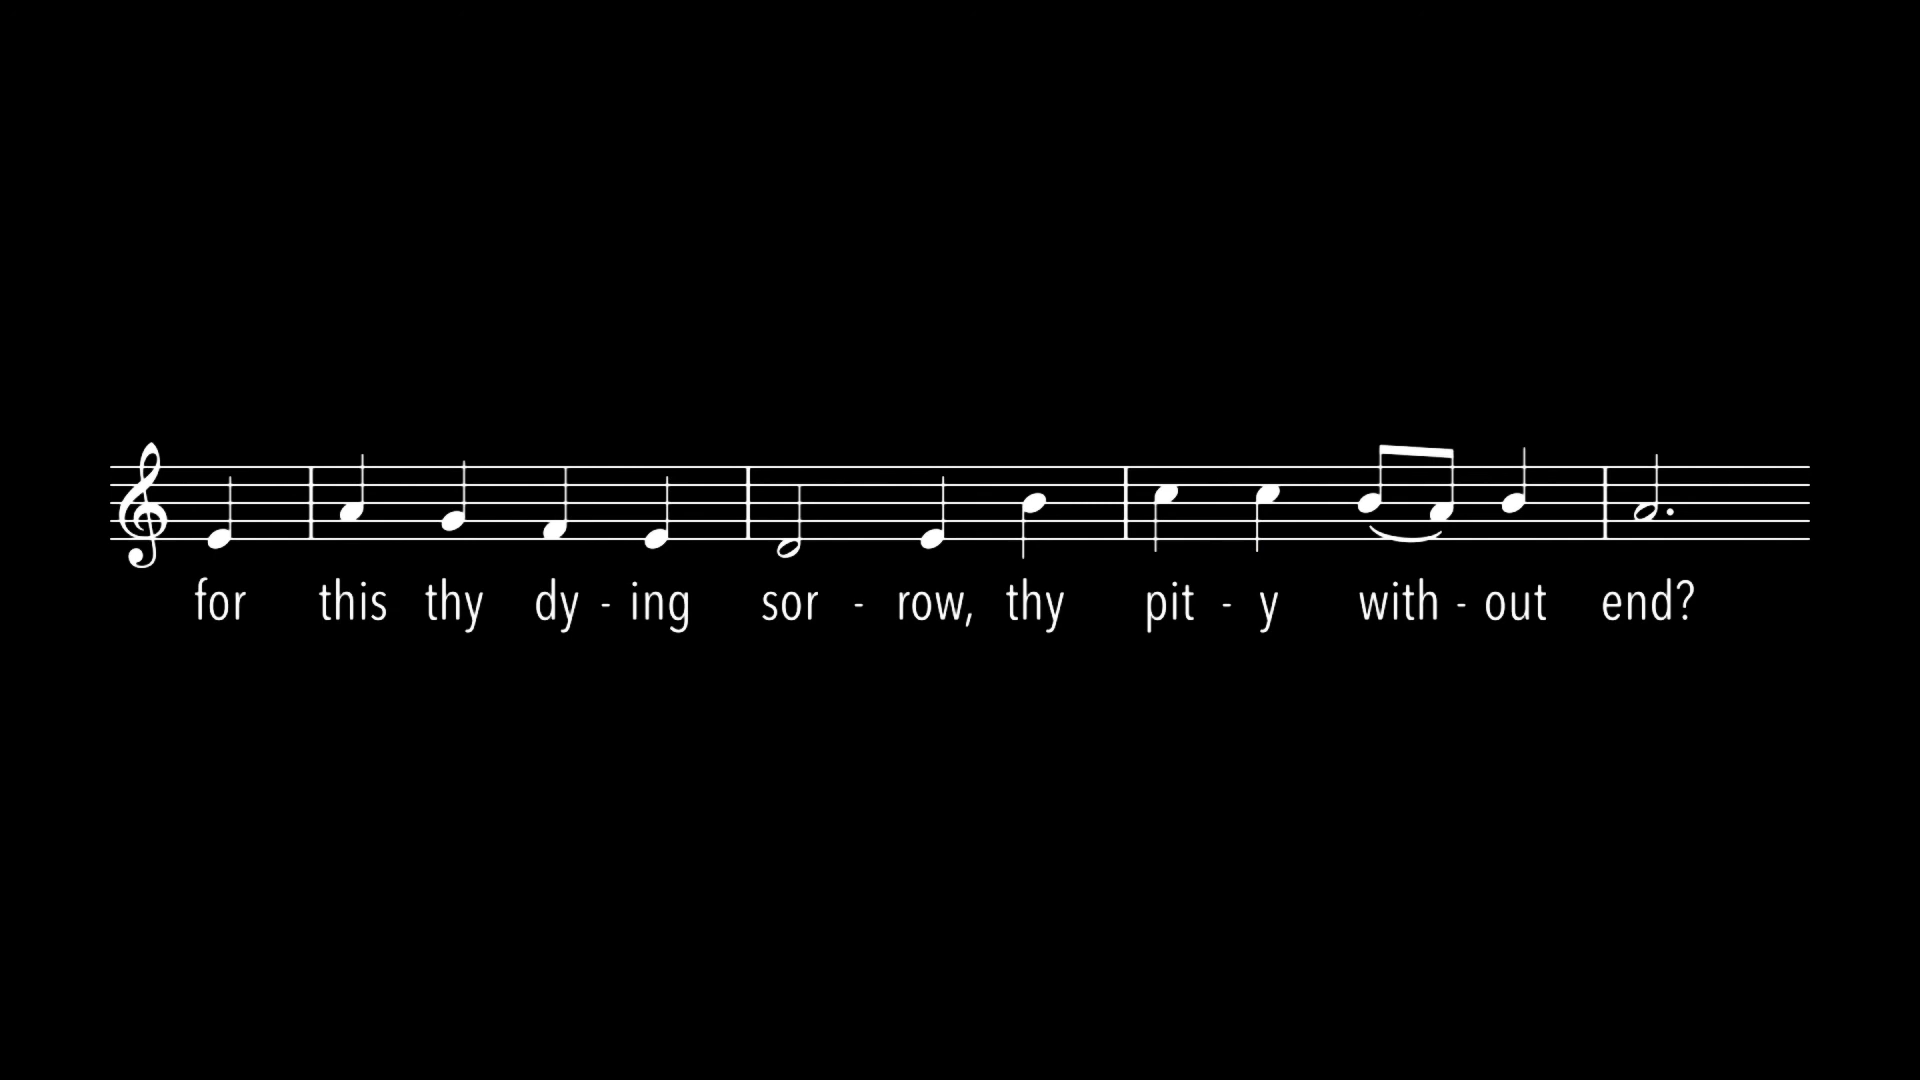 for this thy dy - ing sor - row, thy pit - y with - out end?